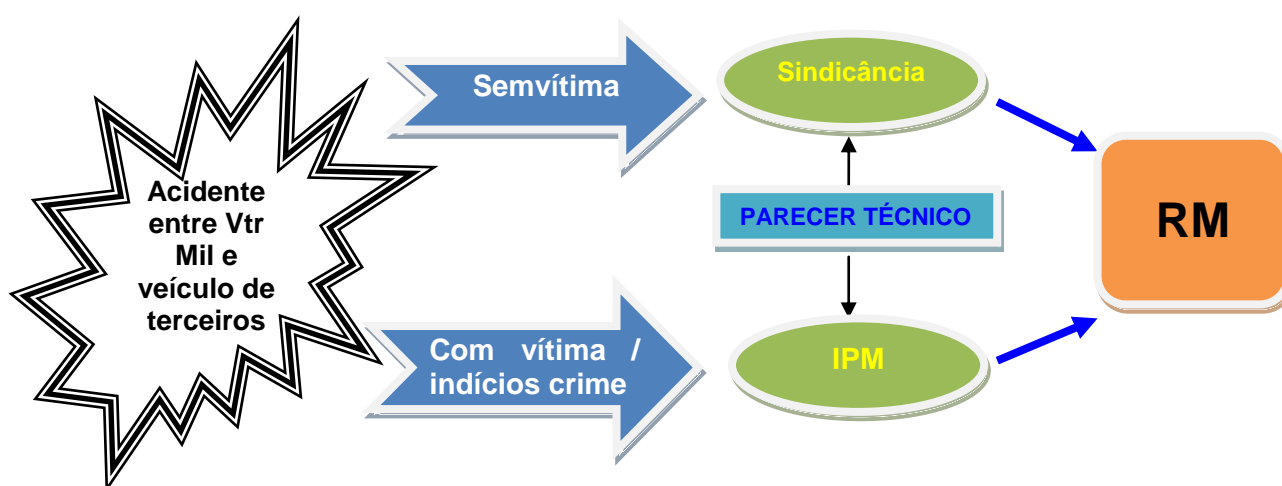 Acidente
entre Vtr
Mil e
veículo de
terceiros
Semvítima
Sindicância
PARECER TÉCNICO
RM
Com vítima /
indícios crime
IPM